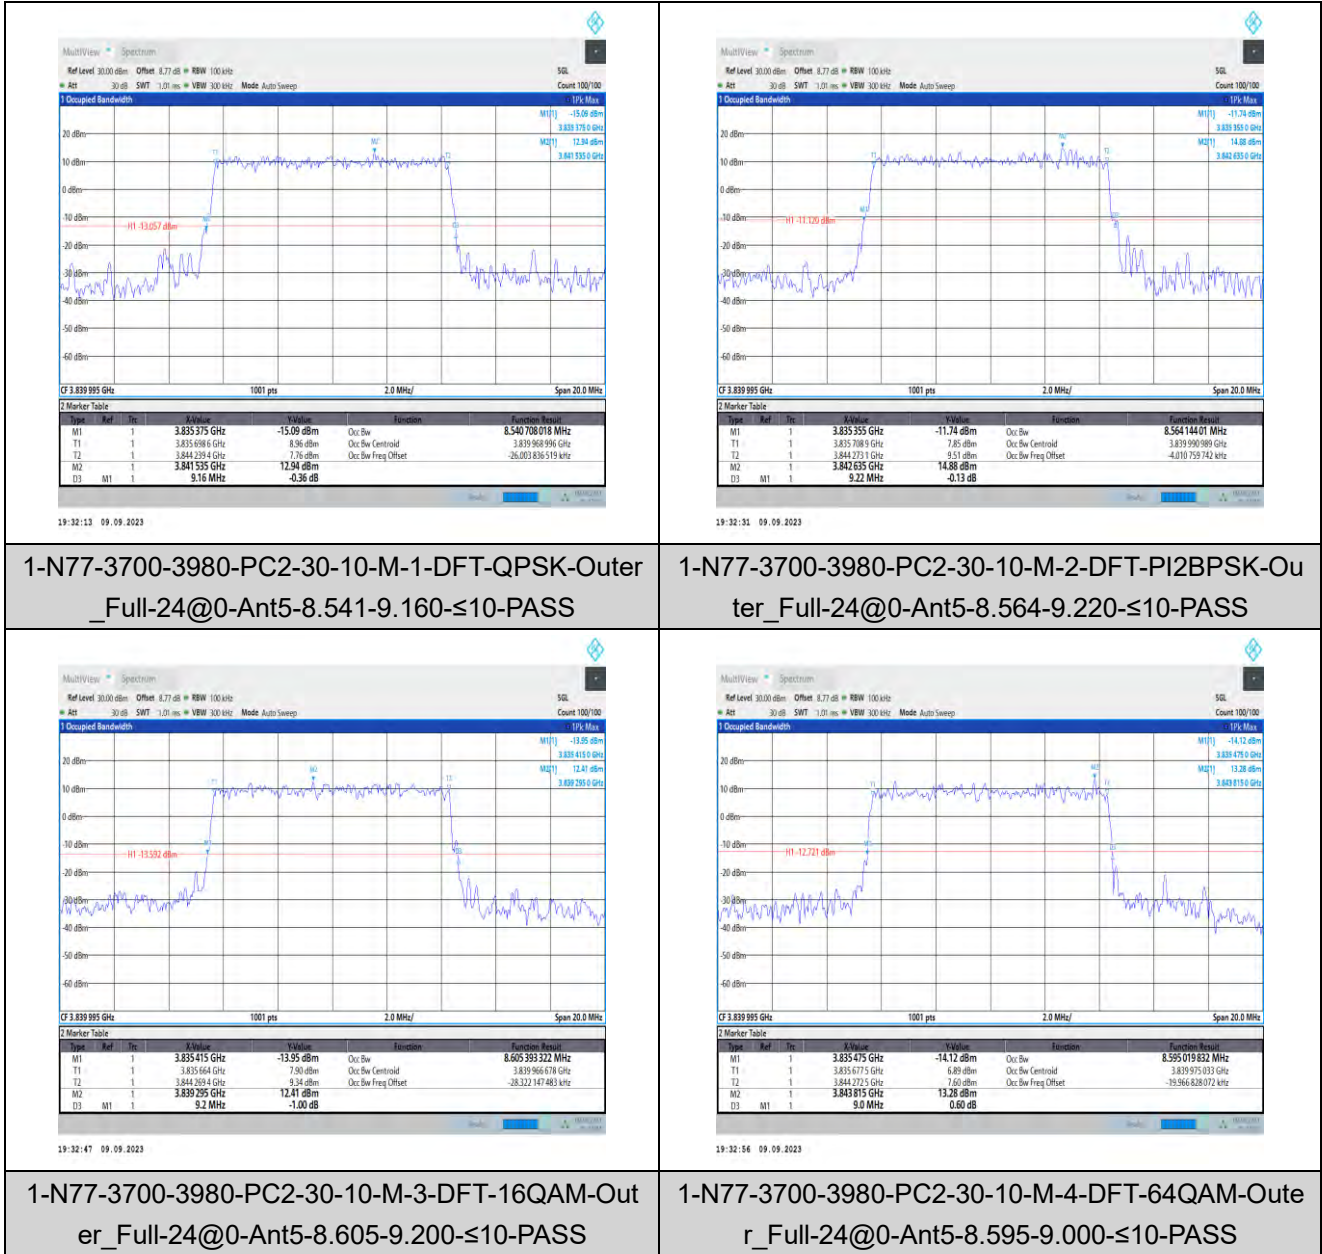 MultiView Spectrum
Ref Level 30.00 dBm Offset 8.77 dB RBW 100 kHz SGL
Att 30 dB SWT 1.01 ms VBW 300 kHz Mode Auto Sweep Count 100/100
1 Occupied Bandwidth 1Pk Max
M1[1] -15.09 dBm
3.835 375 0 GHz
M2[1] 12.94 dBm
3.841 535 0 GHz
20 dBm
10 dBm
0 dBm
-10 dBm
H1 -13.057 dBm
-20 dBm
-30 dBm
-40 dBm
-50 dBm
-60 dBm
T1
M2
T2
M1
D3
CF 3.839 995 GHz 1001 pts 2.0 MHz/ Span 20.0 MHz
2 Marker Table
Type Ref Trc X-Value Y-Value Function Function Result
M1 1 3.835 375 GHz -15.09 dBm Occ Bw 8.540 708 018 MHz
T1 1 3.835 698 6 GHz 8.96 dBm Occ Bw Centroid 3.839 968 996 GHz
T2 1 3.844 239 4 GHz 7.76 dBm Occ Bw Freq Offset -26.003 836 519 kHz
M2 1 3.841 535 GHz 12.94 dBm
D3 M1 1 9.16 MHz -0.36 dB
19:32:13 09.09.2023
1-N77-3700-3980-PC2-30-10-M-1-DFT-QPSK-Outer
_Full-24@0-Ant5-8.541-9.160-≤10-PASS
MultiView Spectrum
Ref Level 30.00 dBm Offset 8.77 dB RBW 100 kHz SGL
Att 30 dB SWT 1.01 ms VBW 300 kHz Mode Auto Sweep Count 100/100
1 Occupied Bandwidth 1Pk Max
M1[1] -11.74 dBm
3.835 355 0 GHz
M2[1] 14.88 dBm
3.842 635 0 GHz
20 dBm
10 dBm
0 dBm
-10 dBm
H1 -11.120 dBm
-20 dBm
-30 dBm
-40 dBm
-50 dBm
-60 dBm
T1
M2
T2
M1
CF 3.839 995 GHz 1001 pts 2.0 MHz/ Span 20.0 MHz
2 Marker Table
Type Ref Trc X-Value Y-Value Function Function Result
M1 1 3.835 355 GHz -11.74 dBm Occ Bw 8.564 144 01 MHz
T1 1 3.835 708 9 GHz 7.85 dBm Occ Bw Centroid 3.839 990 989 GHz
T2 1 3.844 273 1 GHz 9.51 dBm Occ Bw Freq Offset -4.010 759 742 kHz
M2 1 3.842 635 GHz 14.88 dBm
D3 M1 1 9.22 MHz -0.13 dB
19:32:31 09.09.2023
1-N77-3700-3980-PC2-30-10-M-2-DFT-PI2BPSK-Ou
ter_Full-24@0-Ant5-8.564-9.220-≤10-PASS
MultiView Spectrum
Ref Level 30.00 dBm Offset 8.77 dB RBW 100 kHz SGL
Att 30 dB SWT 1.01 ms VBW 300 kHz Mode Auto Sweep Count 100/100
1 Occupied Bandwidth 1Pk Max
M1[1] -13.95 dBm
3.835 415 0 GHz
M2[1] 12.41 dBm
3.839 295 0 GHz
20 dBm
10 dBm
0 dBm
-10 dBm
H1 -13.592 dBm
-20 dBm
-30 dBm
-40 dBm
-50 dBm
-60 dBm
T1
M2
T2
M1
D3
CF 3.839 995 GHz 1001 pts 2.0 MHz/ Span 20.0 MHz
2 Marker Table
Type Ref Trc X-Value Y-Value Function Function Result
M1 1 3.835 415 GHz -13.95 dBm Occ Bw 8.605 393 322 MHz
T1 1 3.835 664 GHz 7.90 dBm Occ Bw Centroid 3.839 966 678 GHz
T2 1 3.844 269 4 GHz 9.34 dBm Occ Bw Freq Offset -28.322 147 483 kHz
M2 1 3.839 295 GHz 12.41 dBm
D3 M1 1 9.2 MHz -1.00 dB
19:32:47 09.09.2023
1-N77-3700-3980-PC2-30-10-M-3-DFT-16QAM-Out
er_Full-24@0-Ant5-8.605-9.200-≤10-PASS
MultiView Spectrum
Ref Level 30.00 dBm Offset 8.77 dB RBW 100 kHz SGL
Att 30 dB SWT 1.01 ms VBW 300 kHz Mode Auto Sweep Count 100/100
1 Occupied Bandwidth 1Pk Max
M1[1] -14.12 dBm
3.835 475 0 GHz
M2[1] 13.28 dBm
3.843 815 0 GHz
20 dBm
10 dBm
0 dBm
-10 dBm
H1 -12.721 dBm
-20 dBm
-30 dBm
-40 dBm
-50 dBm
-60 dBm
T1
M2
T2
M1
D3
CF 3.839 995 GHz 1001 pts 2.0 MHz/ Span 20.0 MHz
2 Marker Table
Type Ref Trc X-Value Y-Value Function Function Result
M1 1 3.835 475 GHz -14.12 dBm Occ Bw 8.595 019 832 MHz
T1 1 3.835 677 5 GHz 6.89 dBm Occ Bw Centroid 3.839 975 033 GHz
T2 1 3.844 272 5 GHz 7.60 dBm Occ Bw Freq Offset -19.966 828 072 kHz
M2 1 3.843 815 GHz 13.28 dBm
D3 M1 1 9.0 MHz 0.60 dB
19:32:56 09.09.2023
1-N77-3700-3980-PC2-30-10-M-4-DFT-64QAM-Oute
r_Full-24@0-Ant5-8.595-9.000-≤10-PASS